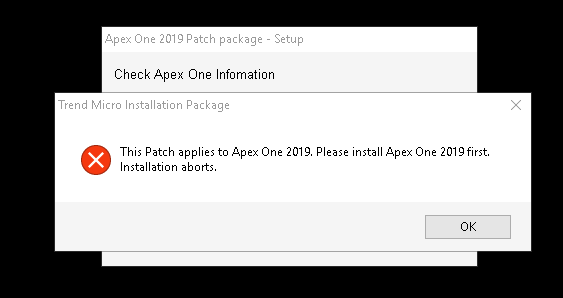 Apex One 2019 Patch package - Setup
Check Apex One Infomation
Trend Micro Installation Package
This Patch applies to Apex One 2019. Please install Apex One 2019 first.
Installation aborts.
OK